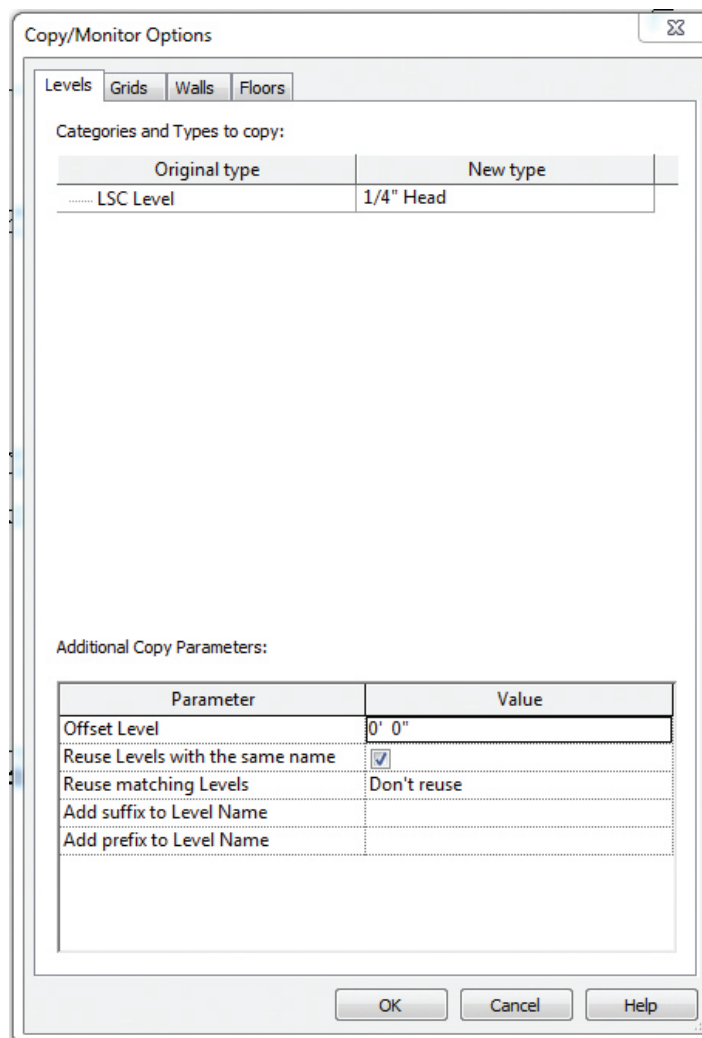 Copy/Monitor Options
Levels Grids Walls Floors
Categories and Types to copy:
Original type New type
LSC Level 1/4" Head
Additional Copy Parameters:
Parameter Value
Offset Level 0' 0"
Reuse Levels with the same name
Reuse matching Levels Don't reuse
Add suffix to Level Name
Add prefix to Level Name
OK Cancel Help